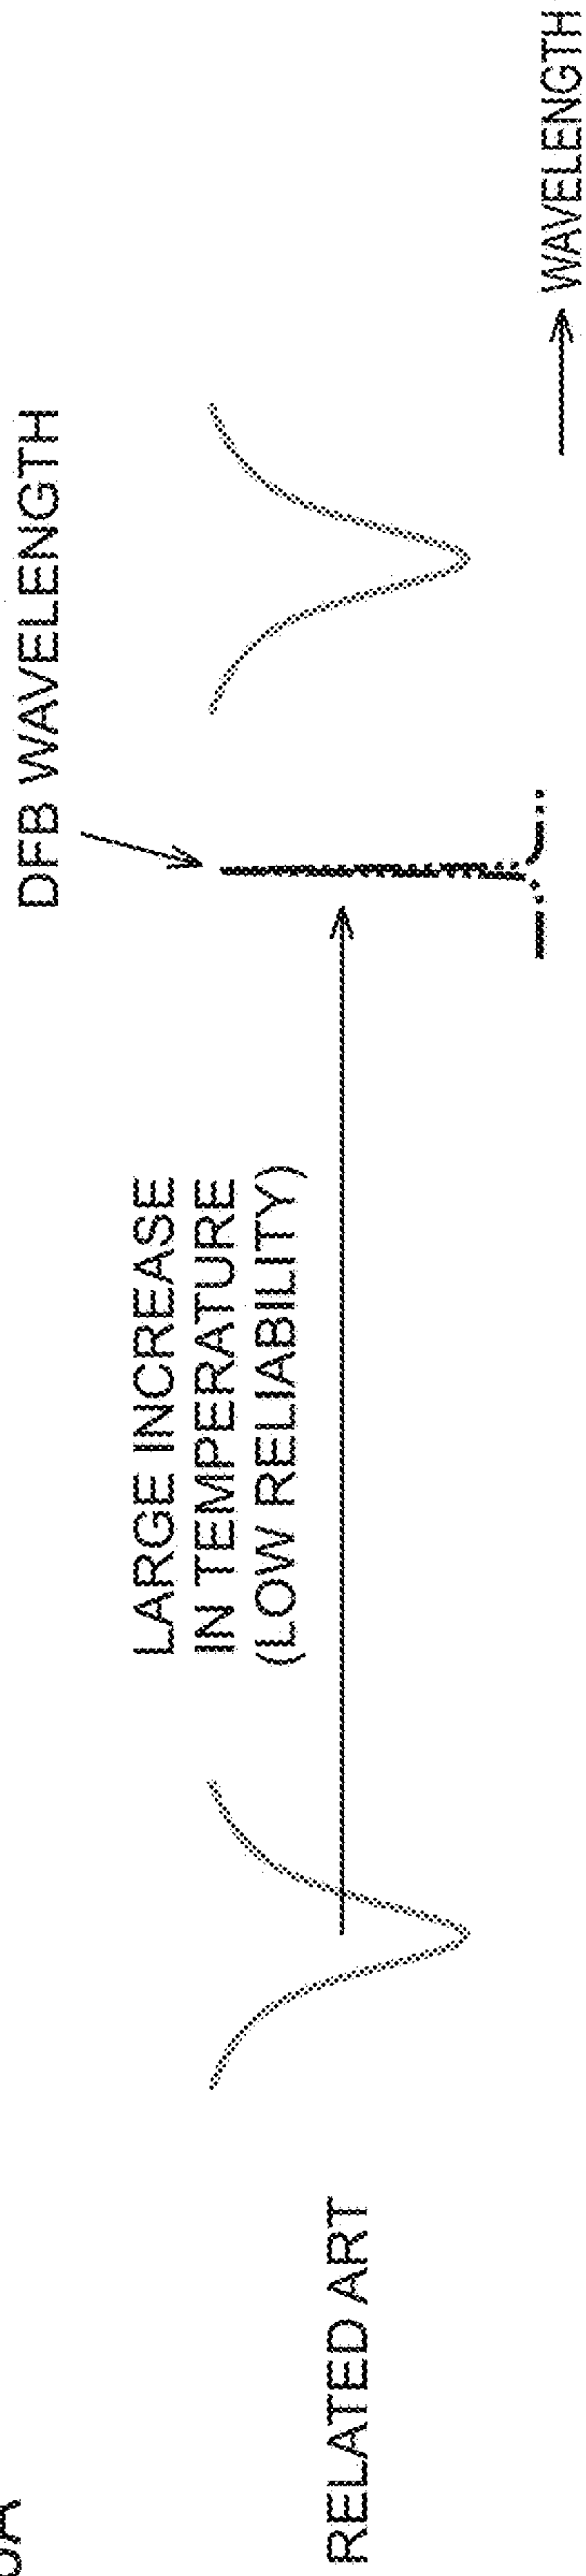 DFB WAVELENGTH
LARGE INCREASE
IN TEMPERATURE
(LOW RELIABILITY)
RELATED ART
WAVELENGTH